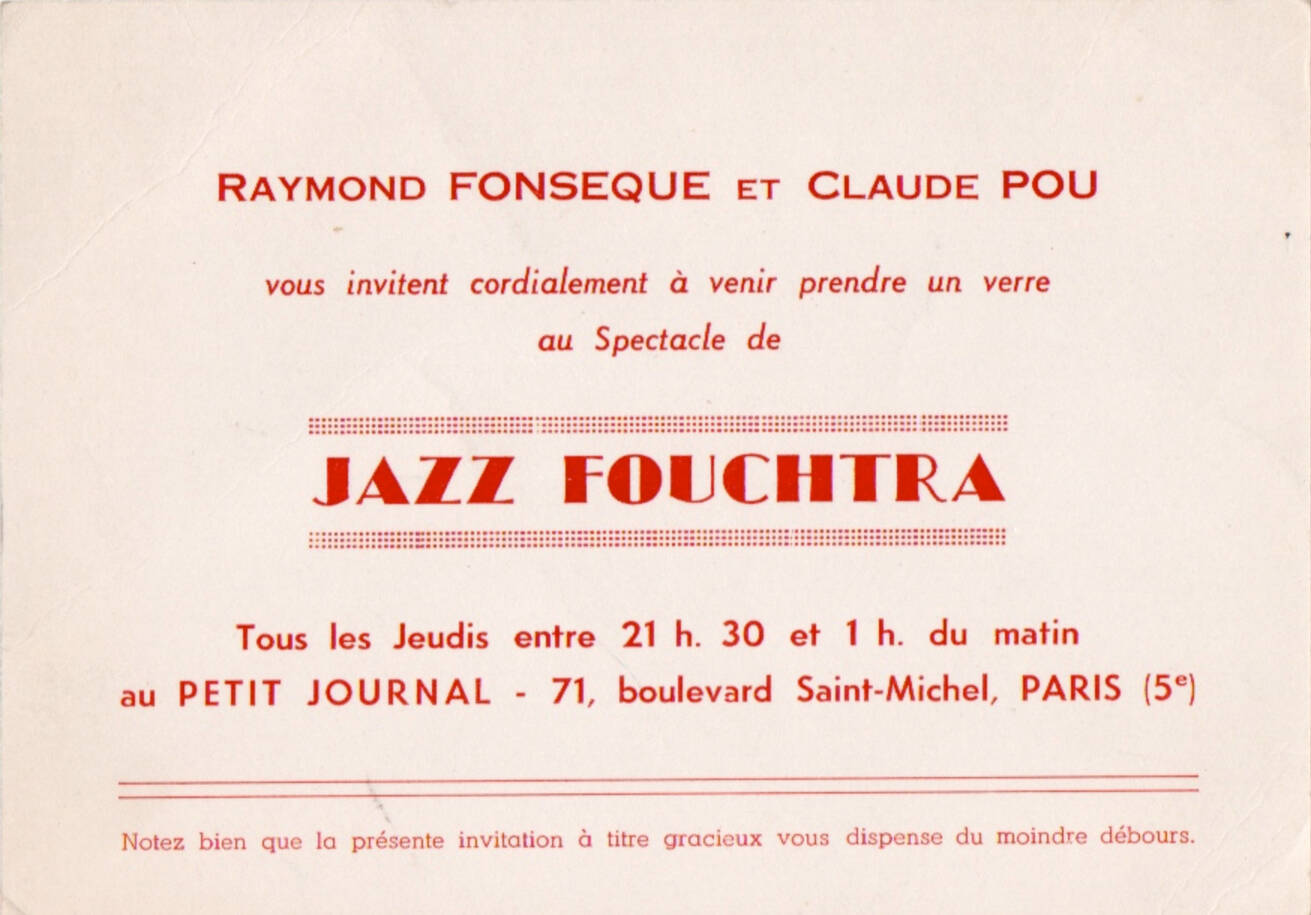 RAYMOND FONSEQUE ET CLAUDE POU
vous invitent cordialement à venir prendre un verre
au Spectacle de
JAZZ FOUCHTRA
Tous les Jeudis entre 21 h. 30 et 1 h. du matin
au PETIT JOURNAL - 71, boulevard Saint-Michel, PARIS (5e)
Notez bien que la présente invitation à titre gracieux vous dispense du moindre débours.